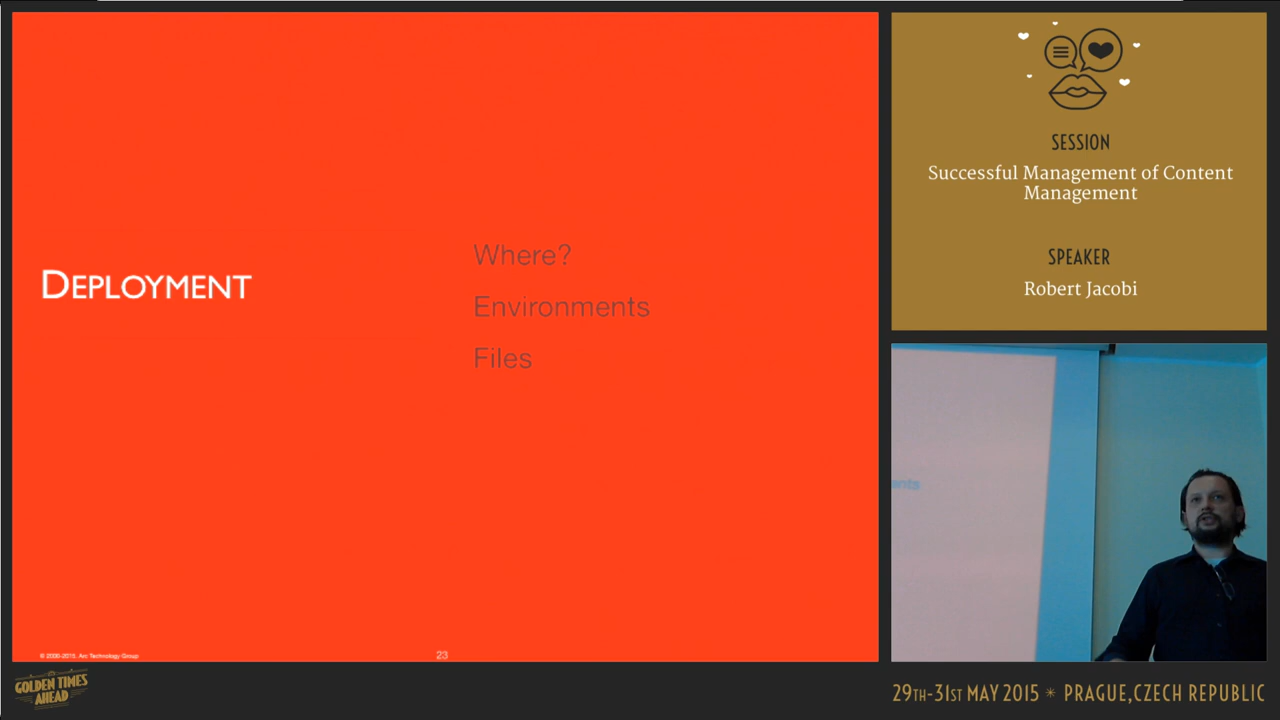 DEPLOYMENT
Where?
Environments
Files
© 2000-2015, Arc Technology Group
23
SESSION
Successful Management of Content
Management
SPEAKER
Robert Jacobi
ents
GOLDEN TIMES
AHEAD
29TH-31ST MAY 2015 * PRAGUE, CZECH REPUBLIC